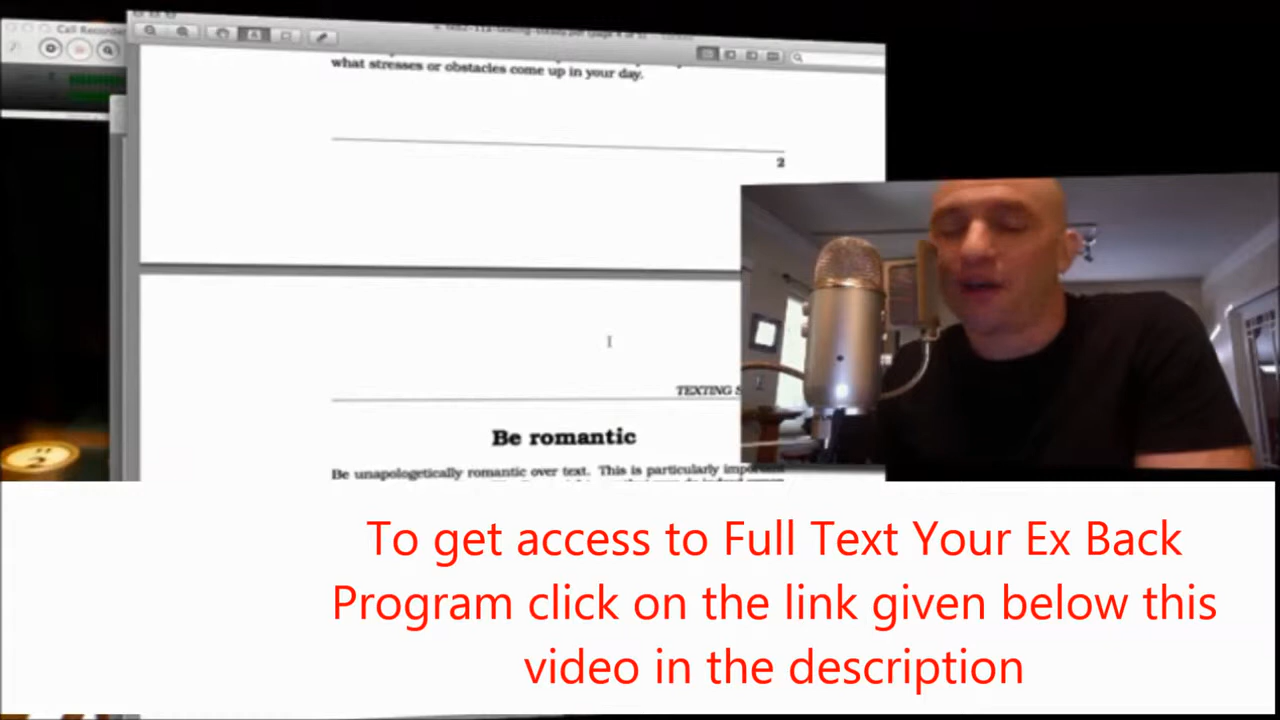 Call Recorder
what stresses or obstacles come up in your day.
2
TEXTING
Be romantic
Be unapologetically romantic over text. This is particularly
To get access to Full Text Your Ex Back
Program click on the link given below this
video in the description